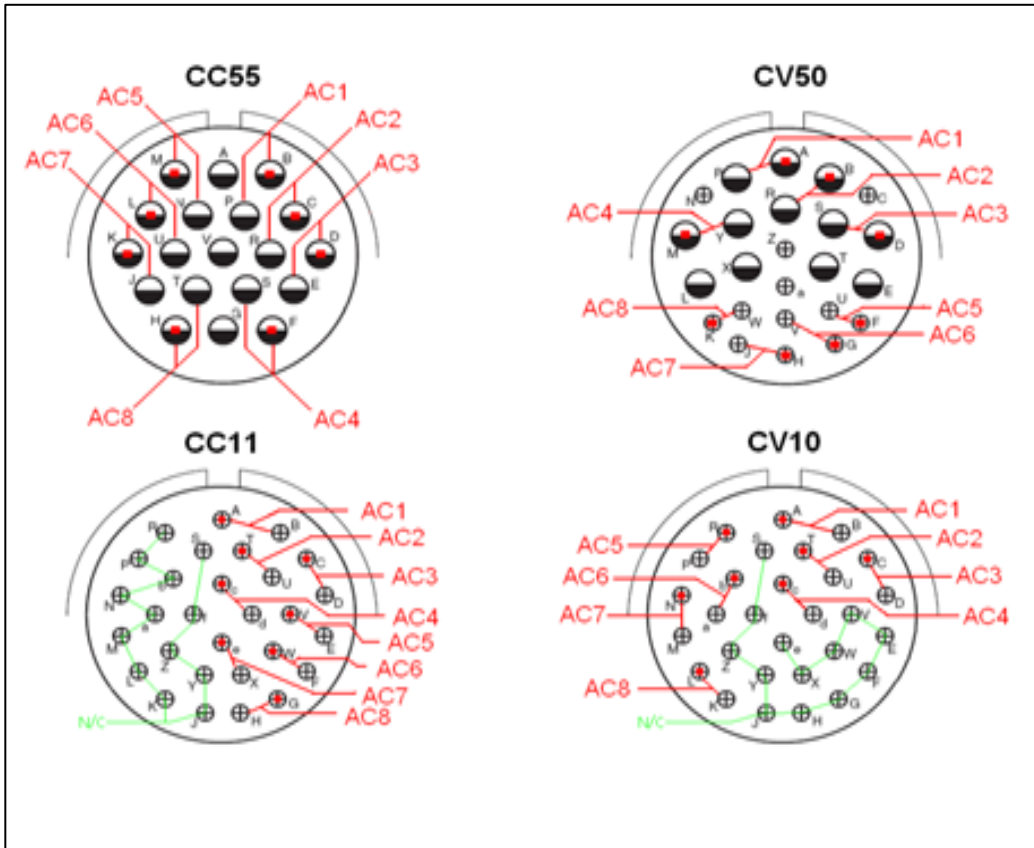 CC55
CV50
AC5
AC1
AC6
AC2
AC7
AC3
M
A
B
L
P
C
K
U
V
R
D
J
T
S
E
H
G
F
AC8
AC4
AC1
AC2
AC4
AC3
AC8
AC5
AC6
AC7
P
A
B
N
R
C
M
Y
S
D
Z
X
T
L
a
E
U
K
W
V
F
J
H
G
CC11
CV10
AC1
AC2
AC3
AC4
AC5
AC6
AC7
AC8
N/C
R
S
A
B
P
T
C
b
U
N
c
D
a
d
V
M
E
Z
e
W
L
Y
X
F
K
J
H
G
AC1
AC5
AC2
AC6
AC3
AC7
AC4
AC8
N/C
R
S
A
B
P
T
C
b
U
N
c
D
a
d
V
M
E
Z
e
W
L
Y
X
F
K
J
H
G